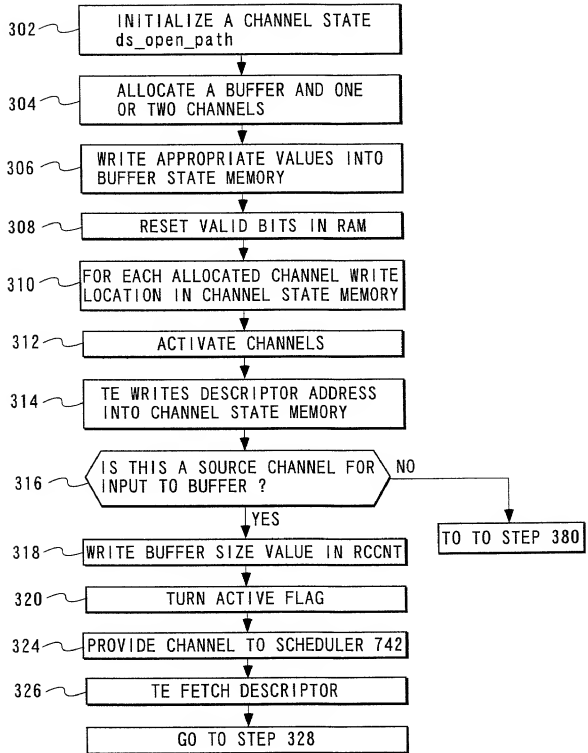 302
INITIALIZE A CHANNEL STATE
ds_open_path
304
ALLOCATE A BUFFER AND ONE
OR TWO CHANNELS
306
WRITE APPROPRIATE VALUES INTO
BUFFER STATE MEMORY
308
RESET VALID BITS IN RAM
310
FOR EACH ALLOCATED CHANNEL WRITE
LOCATION IN CHANNEL STATE MEMORY
312
ACTIVATE CHANNELS
314
TE WRITES DESCRIPTOR ADDRESS
INTO CHANNEL STATE MEMORY
316
IS THIS A SOURCE CHANNEL FOR
INPUT TO BUFFER ?
NO
YES
TO TO STEP 380
318
WRITE BUFFER SIZE VALUE IN RCCNT
320
TURN ACTIVE FLAG
324
PROVIDE CHANNEL TO SCHEDULER 742
326
TE FETCH DESCRIPTOR
GO TO STEP 328